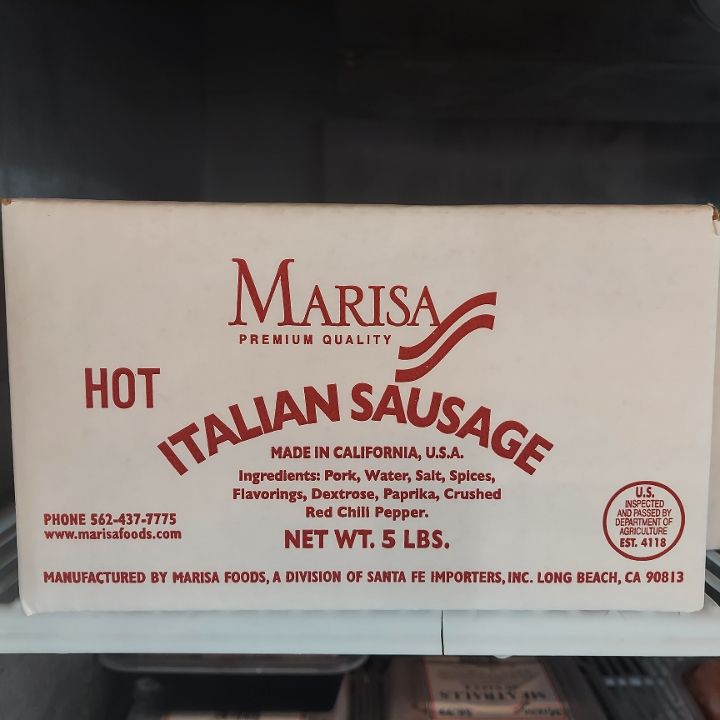 MARISA
PREMIUM QUALITY
HOT
ITALIAN SAUSAGE
MADE IN CALIFORNIA, U.S.A.
Ingredients: Pork, Water, Salt, Spices,
Flavorings, Dextrose, Paprika, Crushed
Red Chili Pepper.
NET WT. 5 LBS.
PHONE 562-437-7775
www.marisafoods.com
U.S.
INSPECTED
AND PASSED BY
DEPARTMENT OF
AGRICULTURE
EST. 4118
MANUFACTURED BY MARISA FOODS, A DIVISION OF SANTA FE IMPORTERS, INC. LONG BEACH, CA 90813
MEATBALLS